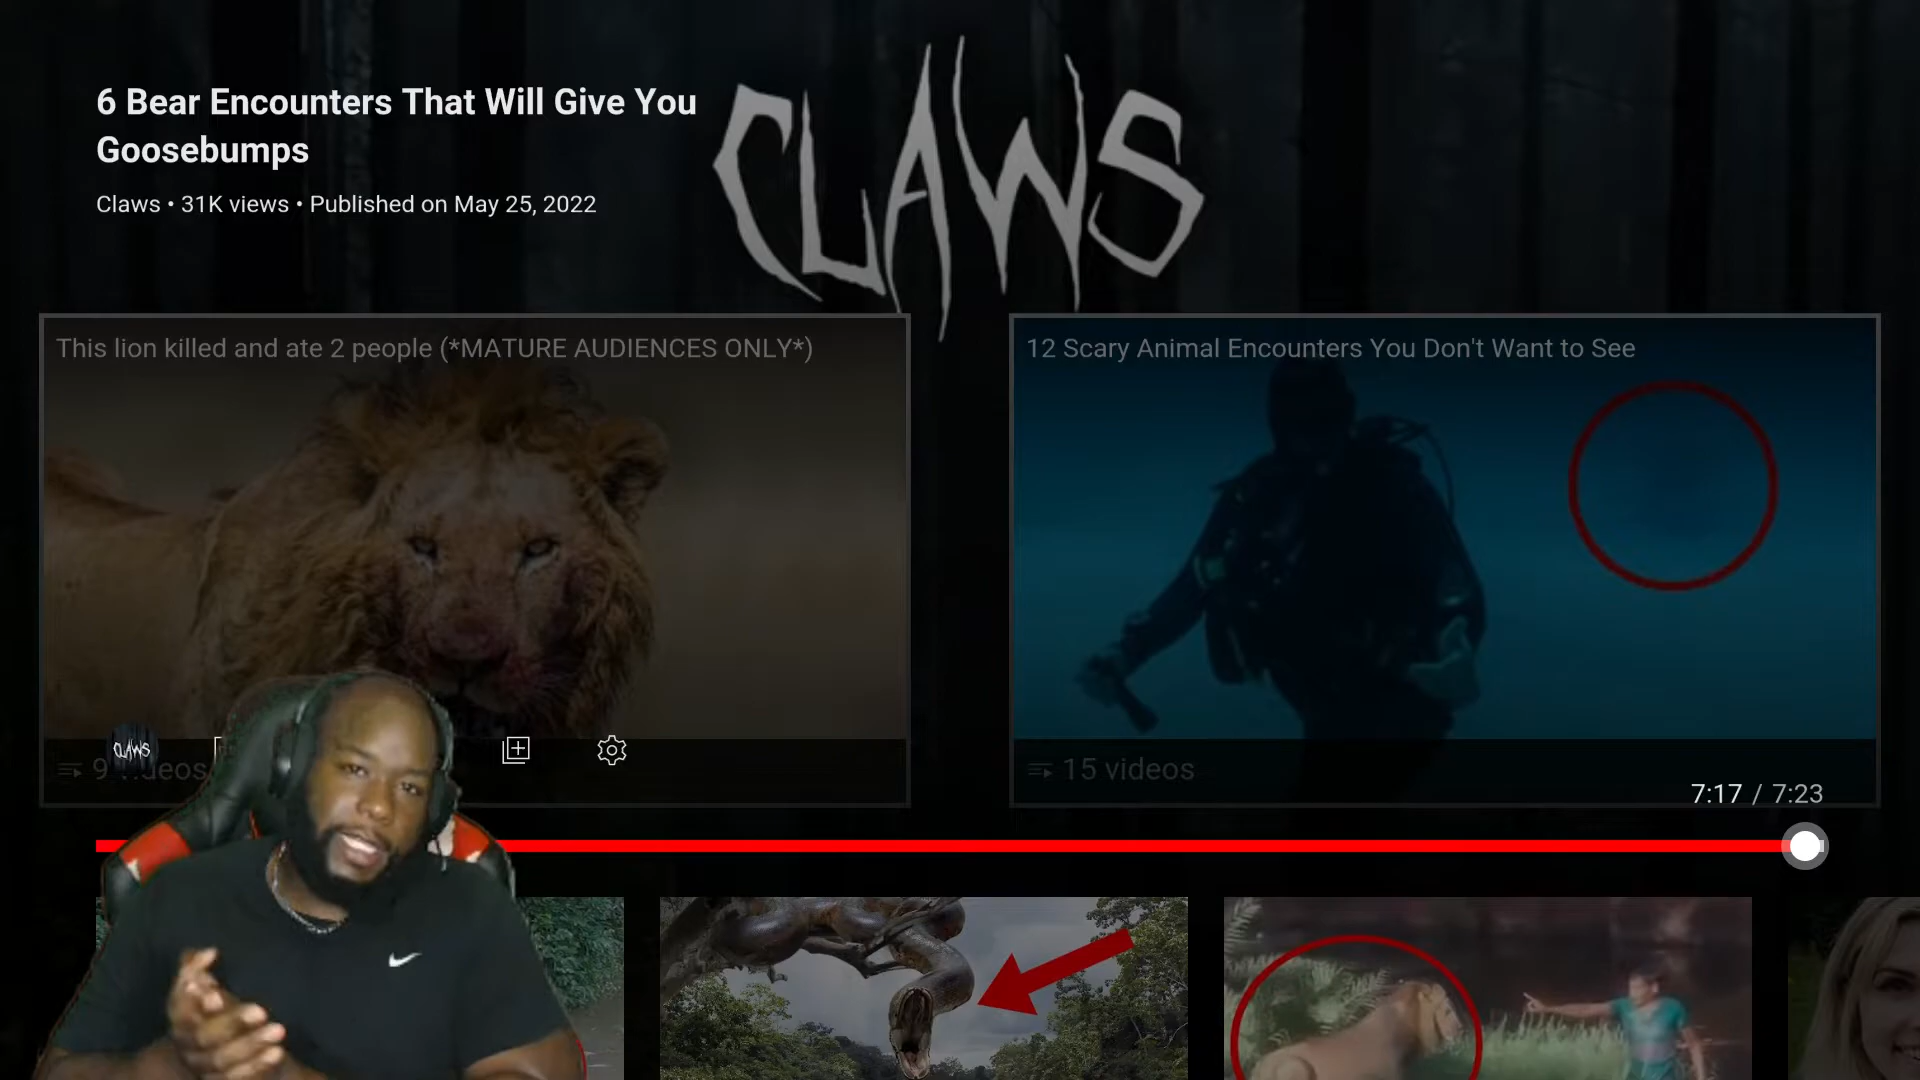 6 Bear Encounters That Will Give You
Goosebumps
Claws • 31K views • Published on May 25, 2022
CLAWS
This lion killed and ate 2 people (*MATURE AUDIENCES ONLY*)
12 Scary Animal Encounters You Don't Want to See
CLAWS
15 videos
7:17 / 7:23